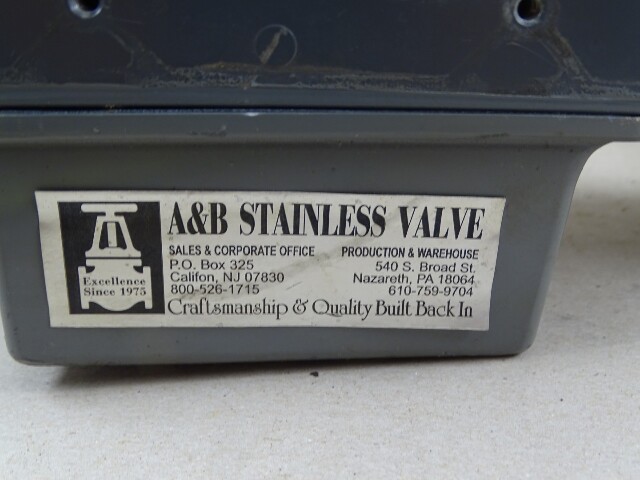 A&B STAINLESS VALVE
Excellence
Since 1975
SALES & CORPORATE OFFICE
P.O. Box 325
Califon, NJ 07830
800-526-1715
PRODUCTION & WAREHOUSE
540 S. Broad St.
Nazareth, PA 18064
610-759-9704
Craftsmanship & Quality Built Back In